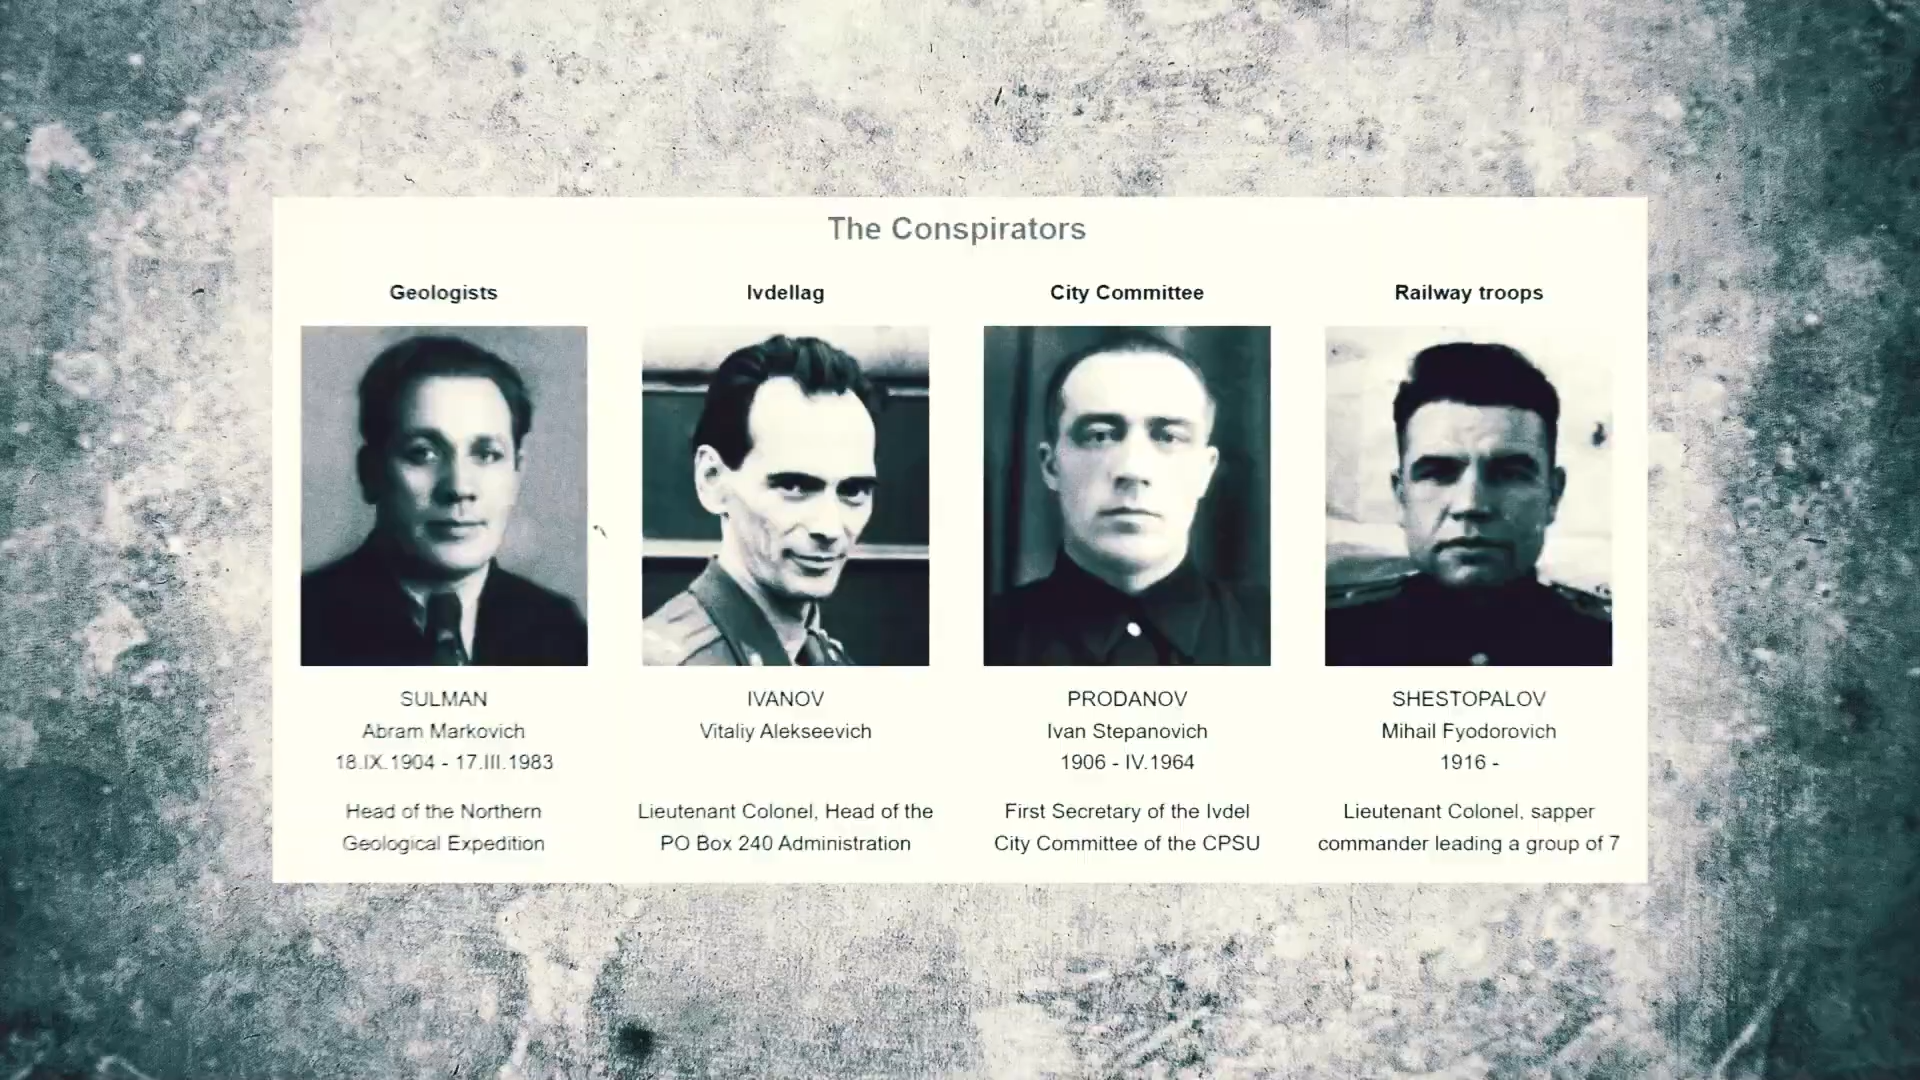 The Conspirators
Geologists
Ivdellag
City Committee
Railway troops
SULMAN
Abram Markovich
18.IX.1904 - 17.III.1983
Head of the Northern
Geological Expedition
IVANOV
Vitaliy Alekseevich
Lieutenant Colonel, Head of the
PO Box 240 Administration
PRODANOV
Ivan Stepanovich
1906 - IV.1964
First Secretary of the Ivdel
City Committee of the CPSU
SHESTOPALOV
Mihail Fyodorovich
1916 -
Lieutenant Colonel, sapper
commander leading a group of 7